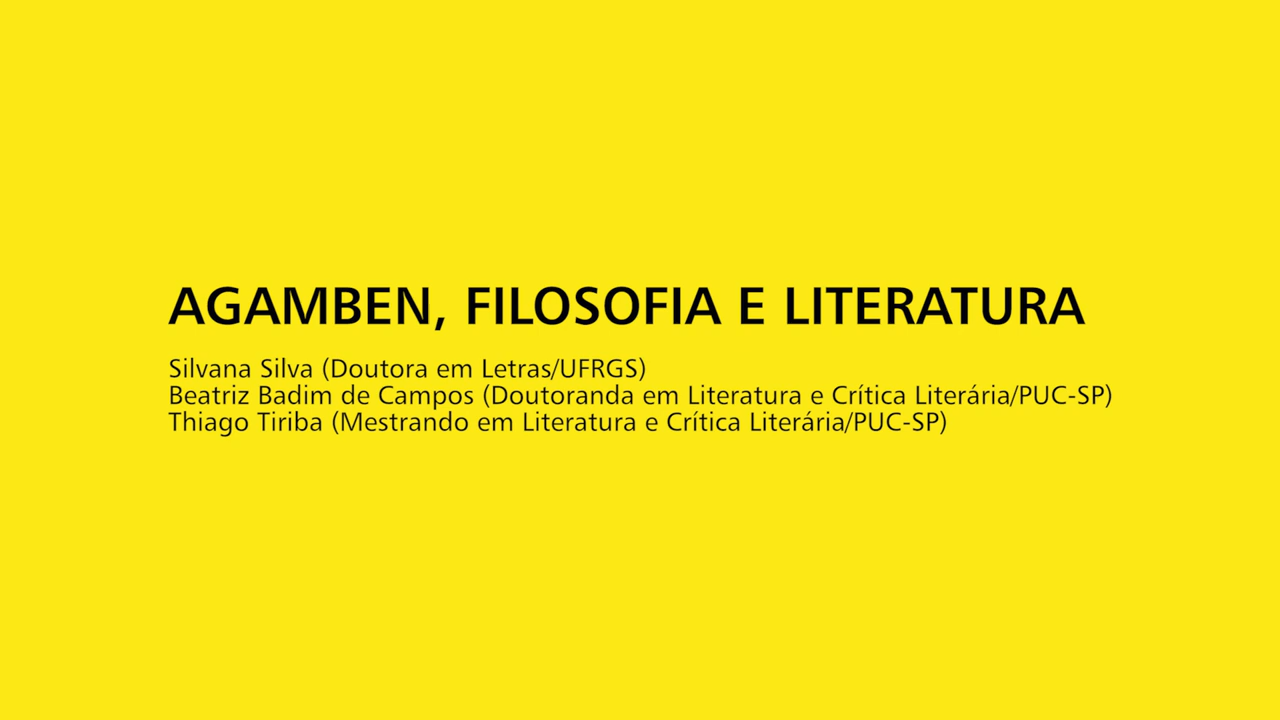 AGAMBEN, FILOSOFIA E LITERATURA
Silvana Silva (Doutora em Letras/UFRGS)
Beatriz Badim de Campos (Doutoranda em Literatura e Crítica Literária/PUC-SP)
Thiago Tiriba (Mestrando em Literatura e Crítica Literária/PUC-SP)